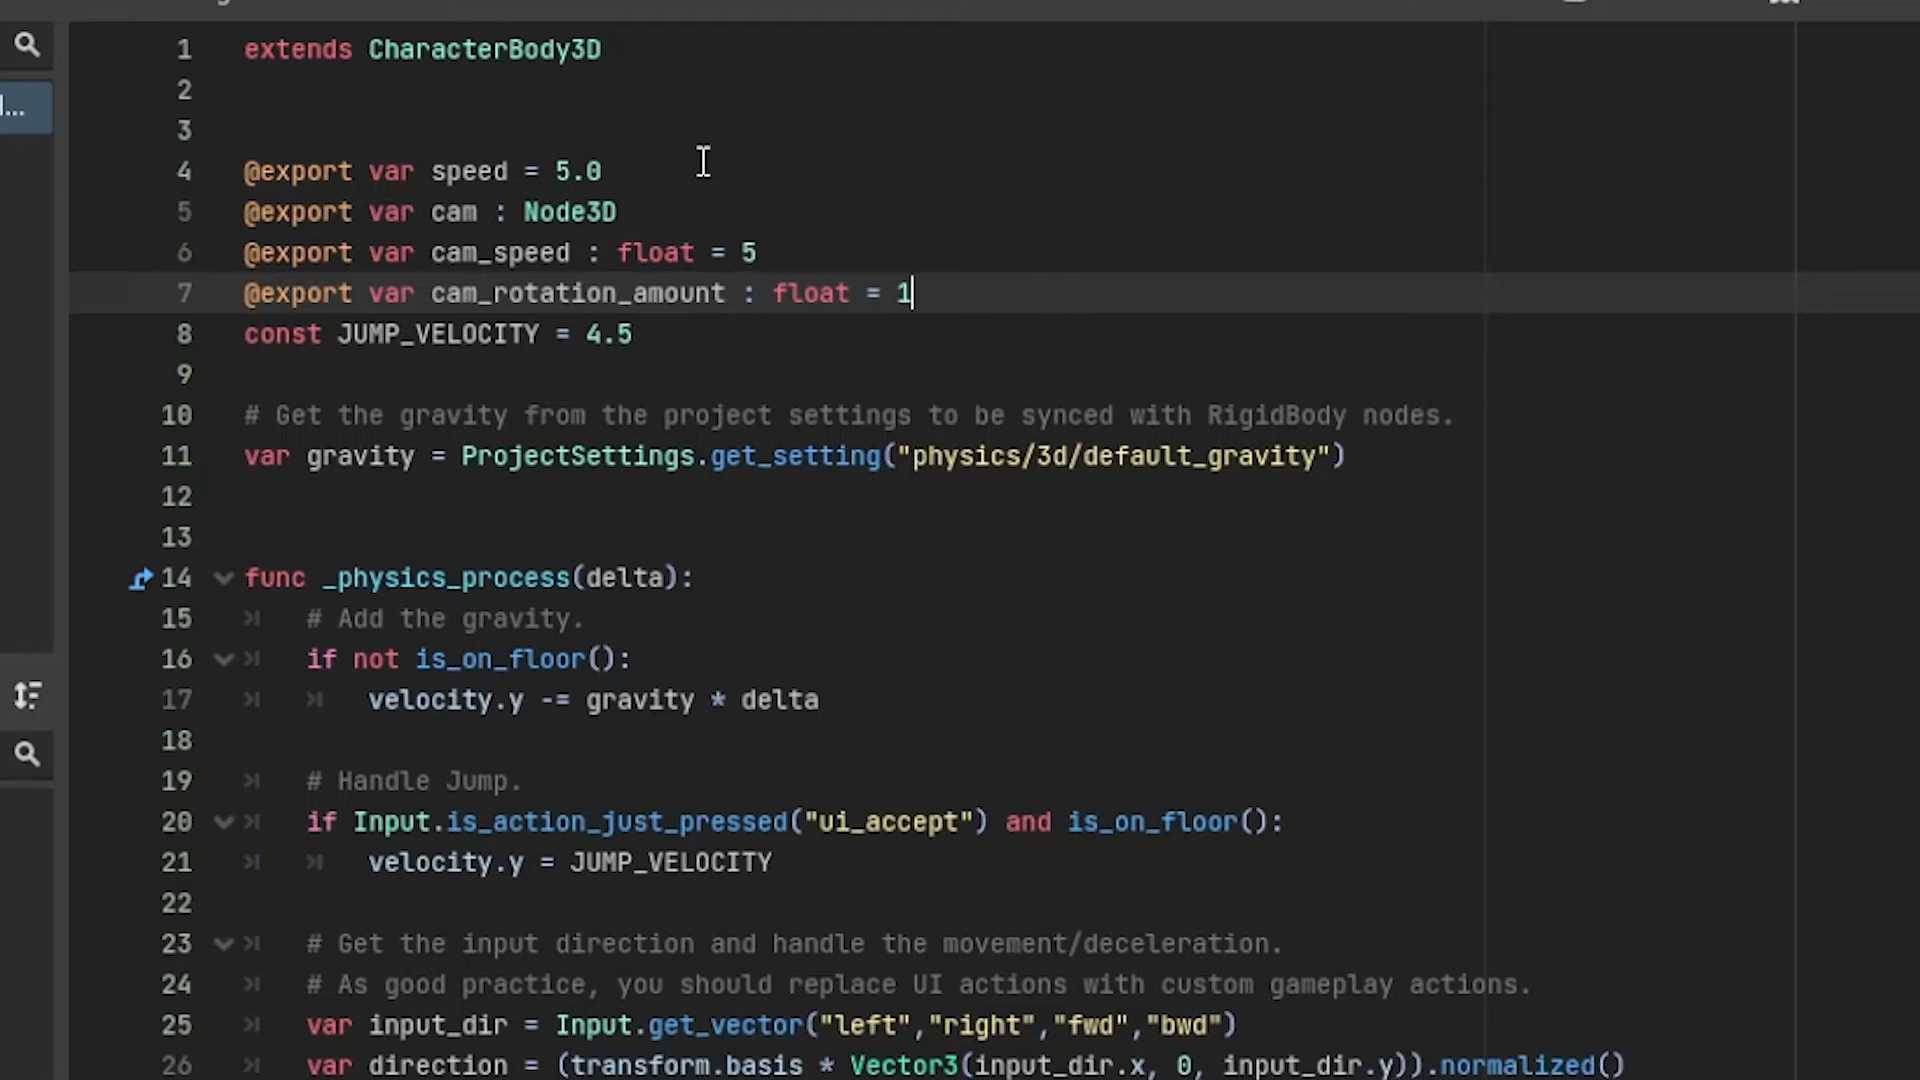 1 extends CharacterBody3D
2
3
4 @export var speed = 5.0
l... 5 @export var cam : Node3D
6 @export var cam_speed : float = 5
7 @export var cam_rotation_amount : float = 1
8 const JUMP_VELOCITY = 4.5
9
10 # Get the gravity from the project settings to be synced with RigidBody nodes.
11 var gravity = ProjectSettings.get_setting("physics/3d/default_gravity")
12
13
14 func _physics_process(delta):
15 # Add the gravity.
16 if not is_on_floor():
17 velocity.y -= gravity * delta
18
19 # Handle Jump.
20 if Input.is_action_just_pressed("ui_accept") and is_on_floor():
21 velocity.y = JUMP_VELOCITY
22
23 # Get the input direction and handle the movement/deceleration.
24 # As good practice, you should replace UI actions with custom gameplay actions.
25 var input_dir = Input.get_vector("left","right","fwd","bwd")
26 var direction = (transform.basis * Vector3(input_dir.x, 0, input_dir.y)).normalized()